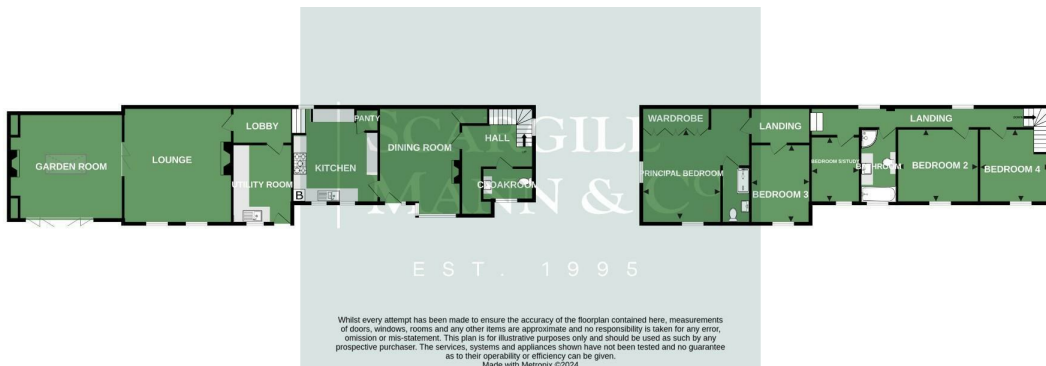 GARDEN ROOM
LOUNGE
LOBBY
UTILITY ROOM
KITCHEN
B
PANTY
DINING ROOM
HALL
CLOAKROOM
WARDROBE
PRINCIPAL BEDROOM
LANDING
BEDROOM 3
BEDROOM 5/STUDY
BATHROOM
LANDING
BEDROOM 2
BEDROOM 4
SCARGILL
MANN & Co
EST. 1995
Whilst every attempt has been made to ensure the accuracy of the floorplan contained here, measurements
of doors, windows, rooms and any other items are approximate and no responsibility is taken for any error,
omission or mis-statement. This plan is for illustrative purposes only and should be used as such by any
prospective purchaser. The services, systems and appliances shown have not been tested and no guarantee
as to their operability or efficiency can be given.
Made with Metropix ©2024